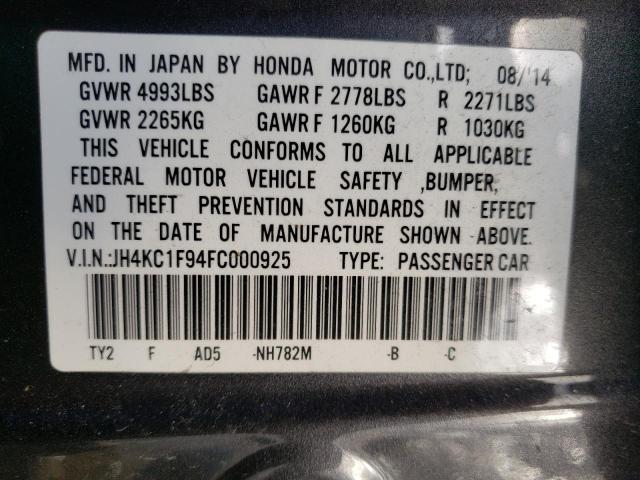 MFD. IN JAPAN BY HONDA MOTOR CO.,LTD; 08/'14
GVWR 4993LBS GAWR F 2778LBS R 2271LBS
GVWR 2265KG GAWR F 1260KG R 1030KG
THIS VEHICLE CONFORMS TO ALL APPLICABLE
FEDERAL MOTOR VEHICLE SAFETY ,BUMPER,
AND THEFT PREVENTION STANDARDS IN EFFECT
ON THE DATE OF MANUFACTURE SHOWN ABOVE.
V.I.N.:JH4KC1F94FC000925 TYPE: PASSENGER CAR
TY2 F AD5 -NH782M -B -C